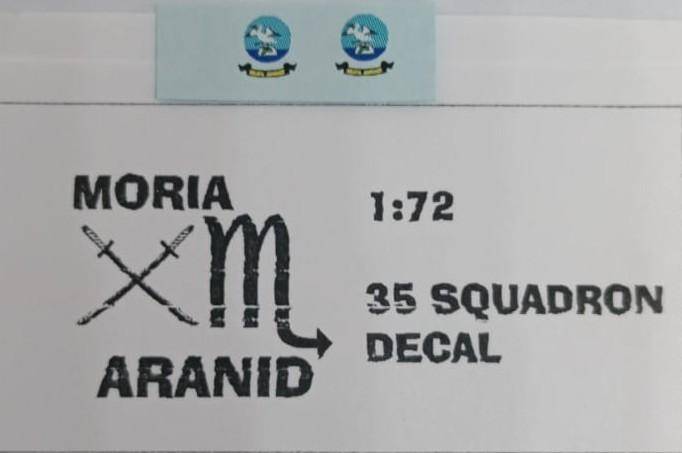 MORIA
ARANID
1:72
35 SQUADRON
DECAL